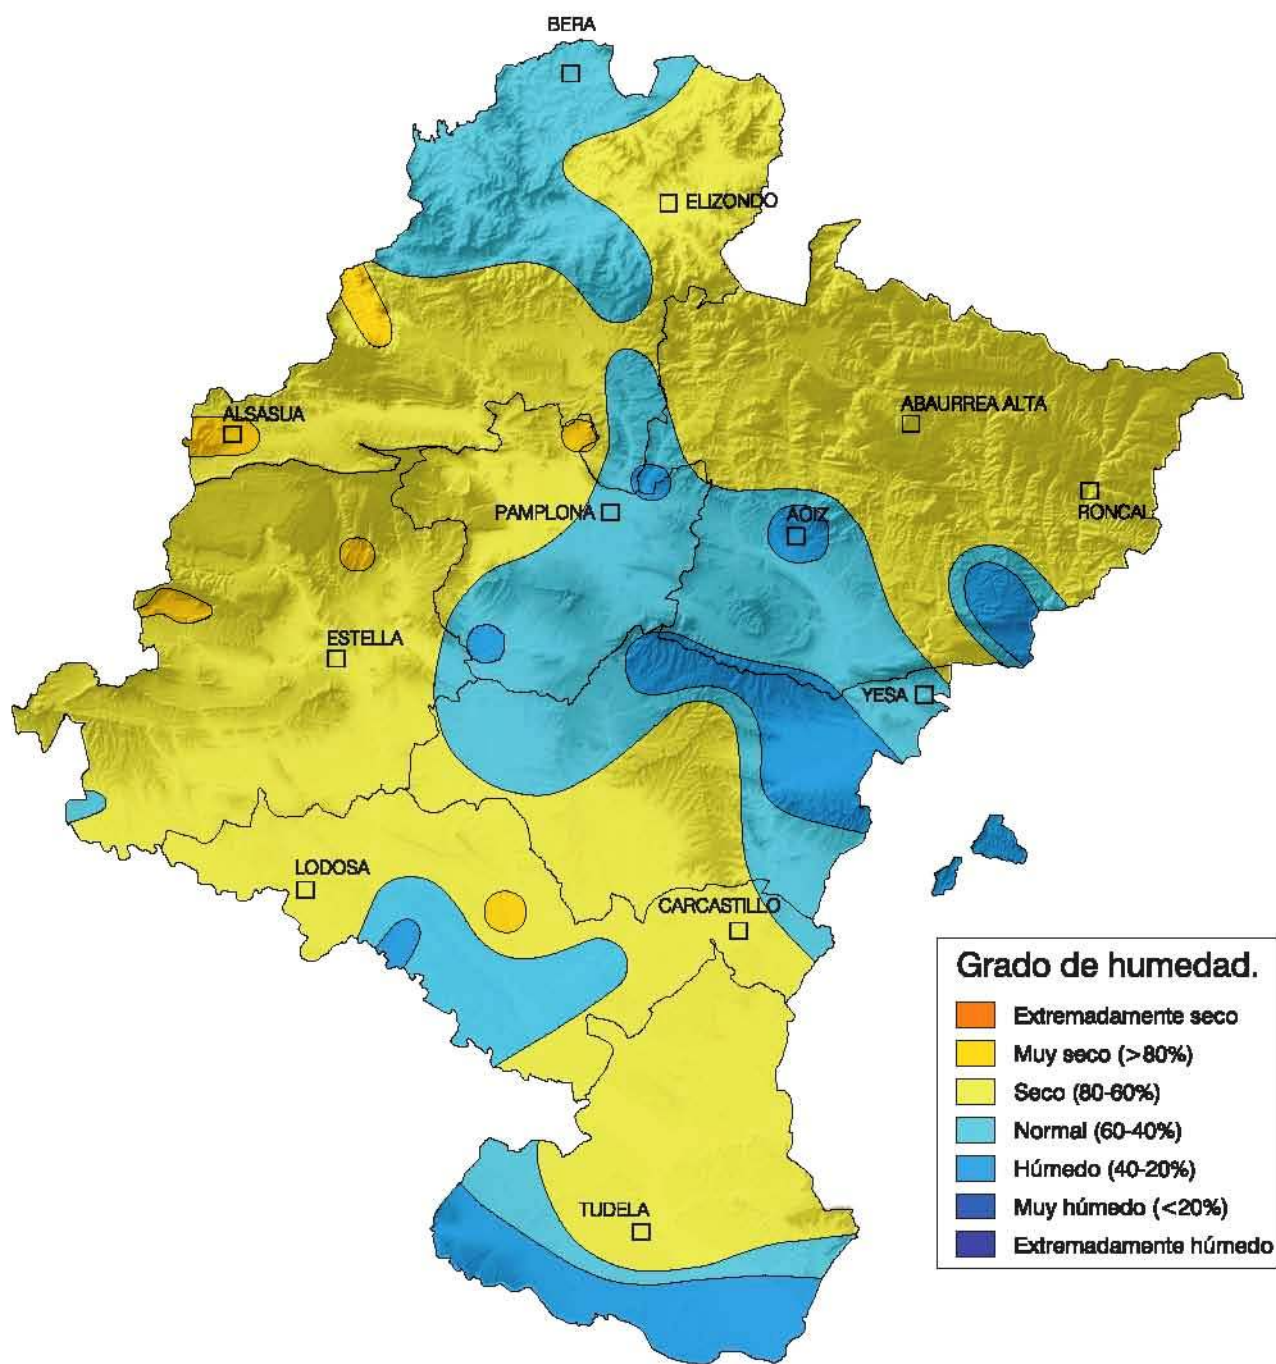 BERA
ELIZONDO
ALSASUA
ABAURREA ALTA
PAMPLONA
AOIZ
RONCAL
ESTELLA
YESA
LODOSA
CARCASTILLO
TUDELA
Grado de humedad.
Extremadamente seco
Muy seco (>80%)
Seco (80-60%)
Normal (60-40%)
Húmedo (40-20%)
Muy húmedo (<20%)
Extremadamente húmedo